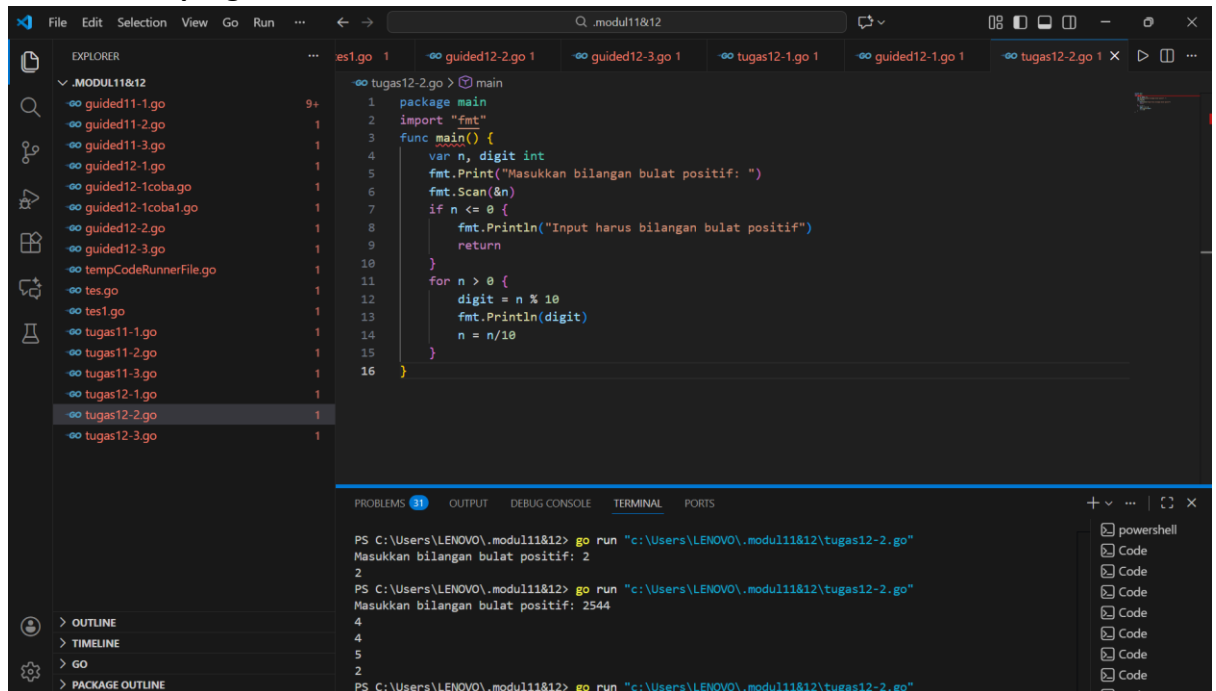 File Edit Selection View Go Run ...
.modul11&12
EXPLORER ...
.MODUL11&12
guided11-1.go 9+
guided11-2.go 1
guided11-3.go 1
guided12-1.go 1
guided12-1coba.go 1
guided12-1coba1.go 1
guided12-2.go 1
guided12-3.go 1
tempCodeRunnerFile.go 1
tes.go 1
tes1.go 1
tugas11-1.go 1
tugas11-2.go 1
tugas11-3.go 1
tugas12-1.go 1
tugas12-2.go 1
tugas12-3.go 1
OUTLINE
TIMELINE
GO
PACKAGE OUTLINE
es1.go 1 guided12-2.go 1 guided12-3.go 1 tugas12-1.go 1 guided12-1.go 1 tugas12-2.go 1
tugas12-2.go > main
1 package main
2 import "fmt"
3 func main() {
4 var n, digit int
5 fmt.Print("Masukkan bilangan bulat positif: ")
6 fmt.Scan(&n)
7 if n <= 0 {
8 fmt.Println("Input harus bilangan bulat positif")
9 return
10 }
11 for n > 0 {
12 digit = n % 10
13 fmt.Println(digit)
14 n = n/10
15 }
16 }
PROBLEMS 31 OUTPUT DEBUG CONSOLE TERMINAL PORTS
PS C:\Users\LENOVO\.modul11&12> go run "c:\Users\LENOVO\.modul11&12\tugas12-2.go"
Masukkan bilangan bulat positif: 2
2
PS C:\Users\LENOVO\.modul11&12> go run "c:\Users\LENOVO\.modul11&12\tugas12-2.go"
Masukkan bilangan bulat positif: 2544
4
4
5
2
PS C:\Users\LENOVO\.modul11&12> go run "c:\Users\LENOVO\.modul11&12\tugas12-2.go"
powershell
Code
Code
Code
Code
Code
Code
Code